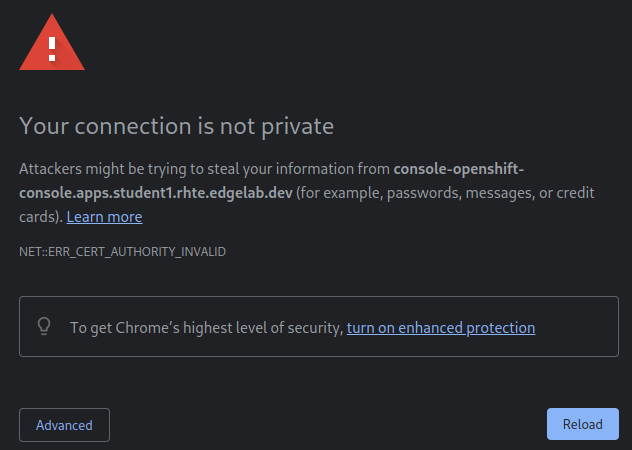 Your connection is not private
Attackers might be trying to steal your information from console-openshift-
console.apps.student1.rhte.edgelab.dev (for example, passwords, messages, or credit
cards). Learn more
NET::ERR_CERT_AUTHORITY_INVALID
To get Chrome’s highest level of security, turn on enhanced protection
Advanced
Reload